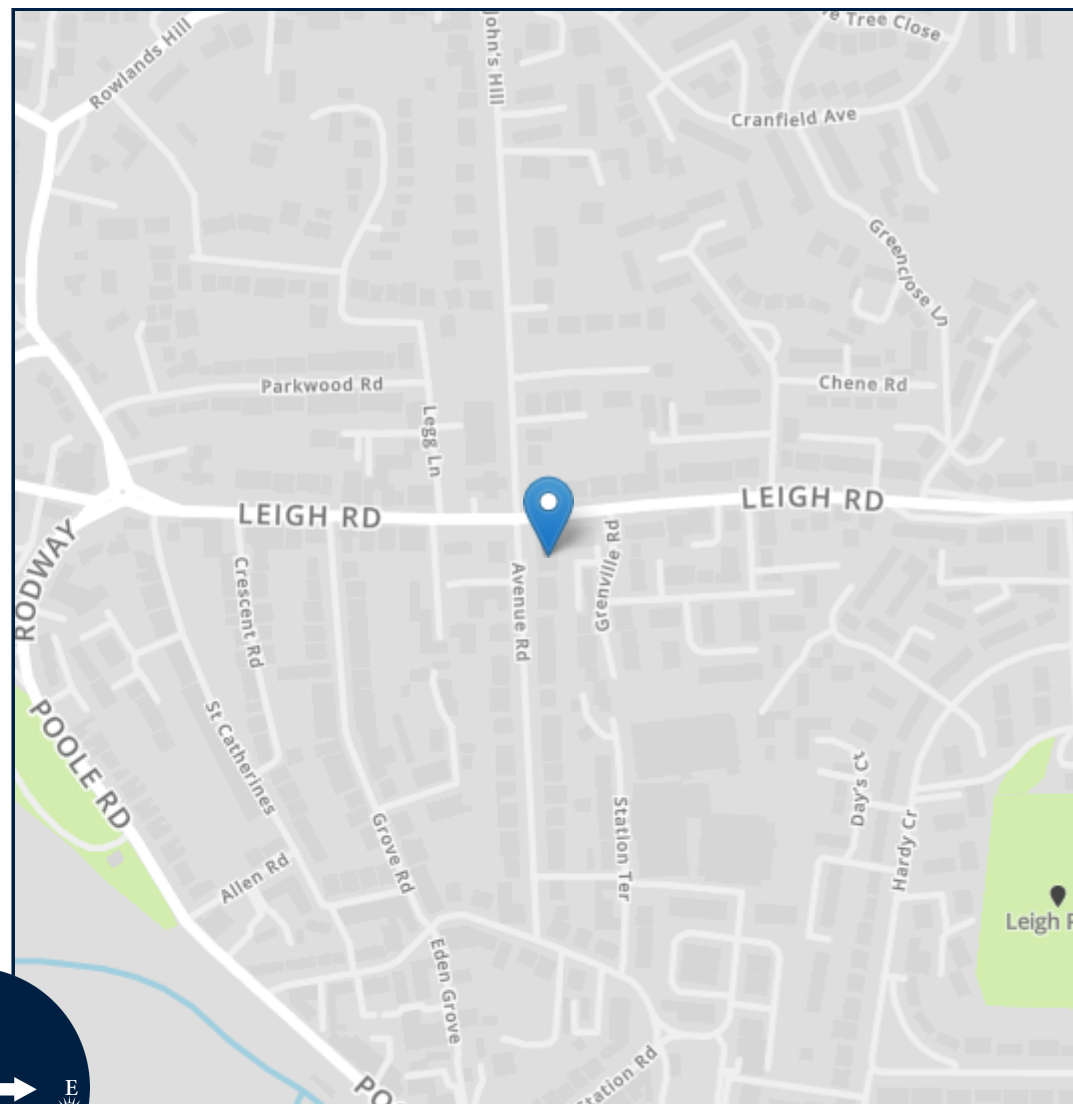 Rowlands Hill
John's Hill
e Tree Close
Cranfield Ave
Greenclose Ln
Parkwood Rd
Chene Rd
Legg Ln
LEIGH RD
LEIGH RD
RODWAY
Crescent Rd
Avenue Rd
Grenville Rd
POOLE RD
St Catherines
Day's Ct
Station Ter
Grove Rd
Hardy Cr
Allen Rd
Leigh P
Eden Grove
Station Rd
POO
E